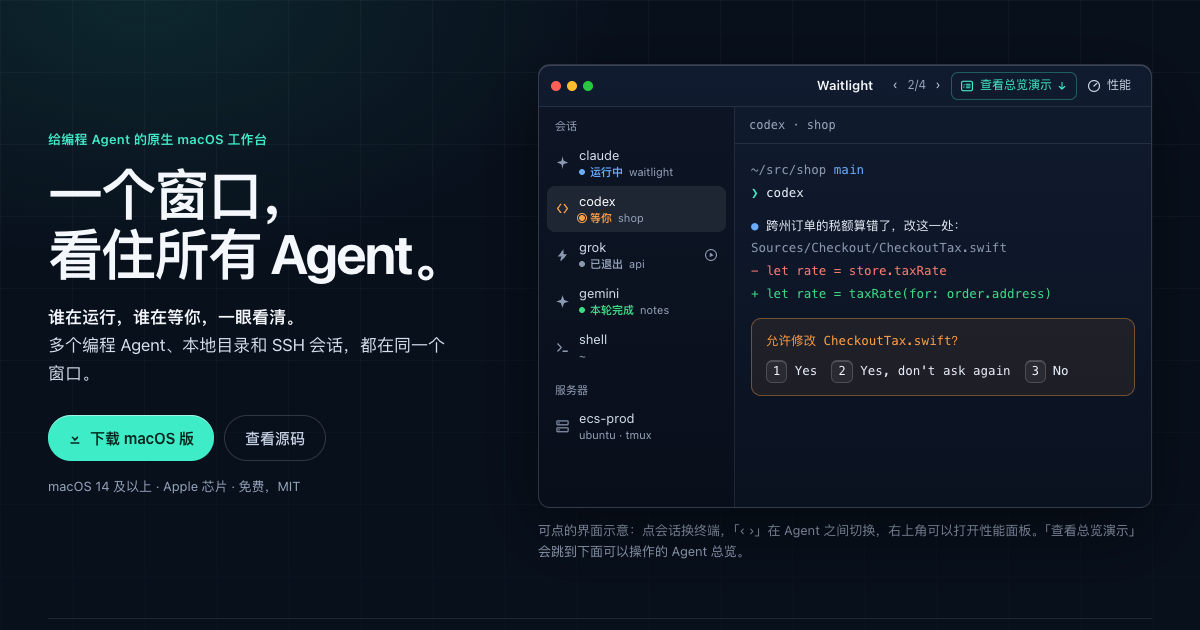 给编程 Agent 的原生 macOS 工作台
一个窗口，
看住所有 Agent。
谁在运行，谁在等你，一眼看清。
多个编程 Agent、本地目录和 SSH 会话，都在同一个
窗口。
下载 macOS 版
查看源码
macOS 14 及以上 · Apple 芯片 · 免费，MIT
Waitlight
‹ 2/4 ›
查看总览演示 ↓
性能
会话
claude
运行中 waitlight
codex
等你 shop
grok
已退出 api
gemini
本轮完成 notes
shell
~
服务器
ecs-prod
ubuntu · tmux
codex · shop
~/src/shop main
❯ codex
● 跨州订单的税额算错了，改这一处：
Sources/Checkout/CheckoutTax.swift
− let rate = store.taxRate
+ let rate = taxRate(for: order.address)
允许修改 CheckoutTax.swift?
1 Yes 2 Yes, don't ask again 3 No
可点的界面示意：点会话换终端，「‹ ›」在 Agent 之间切换，右上角可以打开性能面板。「查看总览演示」
会跳到下面可以操作的 Agent 总览。